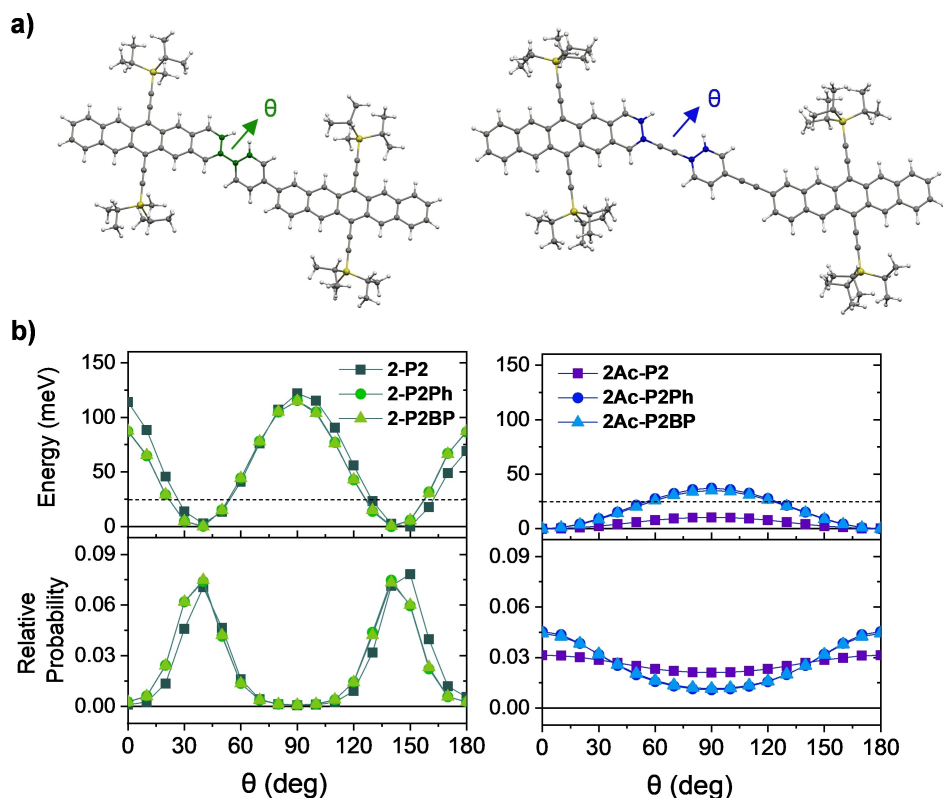 a)
θ
θ
b)
150
100
50
0
Energy (meV)
2-P2
2-P2Ph
2-P2BP
150
100
50
0
2Ac-P2
2Ac-P2Ph
2Ac-P2BP
0.09
0.06
0.03
0.00
Relative
Probability
0.09
0.06
0.03
0.00
0 30 60 90 120 150 180
θ (deg)
0 30 60 90 120 150 180
θ (deg)